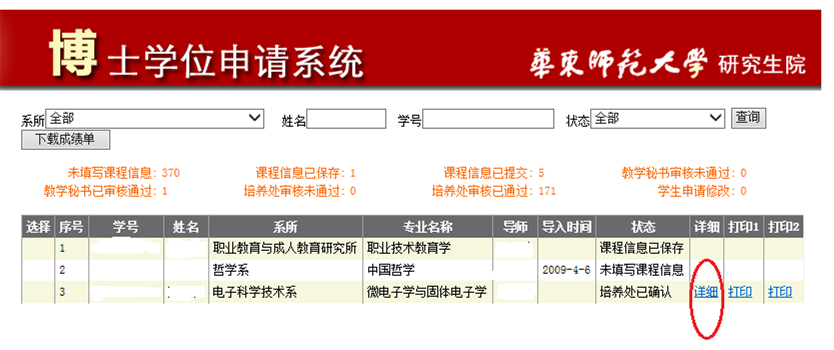 博士学位申请系统 華東師範大學 研究生院
系所 全部 姓名 学号 状态 全部 查询
下载成绩单
未填写课程信息: 370 课程信息已保存: 1 课程信息已提交: 5 教学秘书审核未通过: 0
教学秘书已审核通过: 1 培养处审核未通过: 0 培养处审核已通过: 171 学生申请修改: 0
选择 序号 学号 姓名 系所 专业名称 导师 导入时间 状态 详细 打印1 打印2
1 职业教育与成人教育研究所 职业技术教育学 课程信息已保存
2 哲学系 中国哲学 2009-4-6 未填写课程信息
3 电子科学技术系 微电子学与固体电子学 培养处已确认 详细 打印 打印